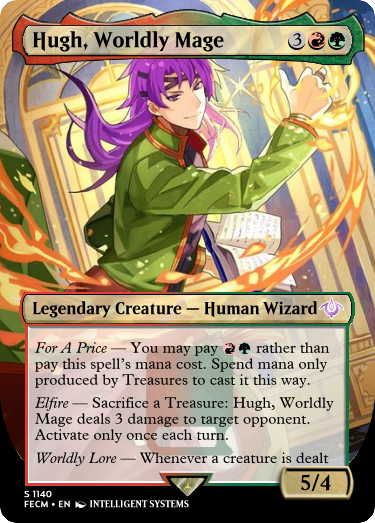 Hugh, Worldly Mage 3
Legendary Creature — Human Wizard
For A Price — You may pay rather than
pay this spell's mana cost. Spend mana only
produced by Treasures to cast it this way.
Elfire — Sacrifice a Treasure: Hugh, Worldly
Mage deals 3 damage to target opponent.
Activate only once each turn.
Worldly Lore — Whenever a creature is dealt
5/4
S 1140
FECM • EN INTELLIGENT SYSTEMS